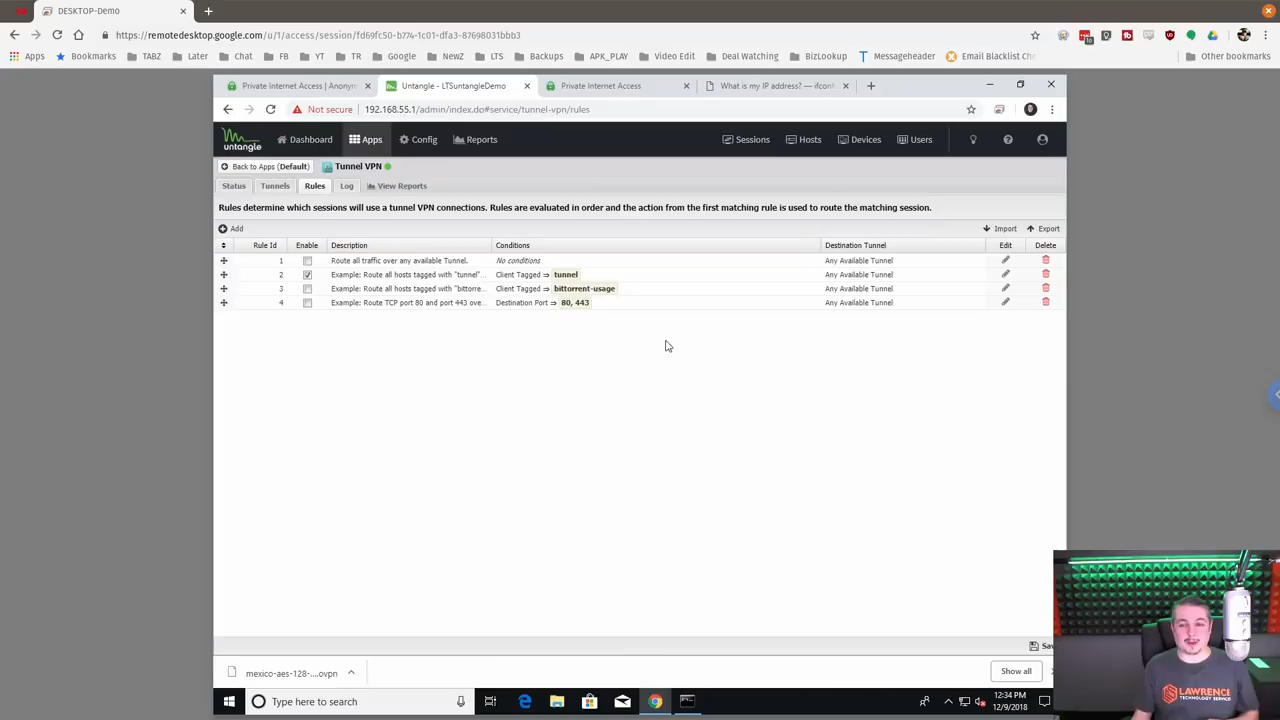 DESKTOP-Demo
https://remotedesktop.google.com/u/1/access/session/fd69fc50-b774-1c01-dfa3-87698031bbb3
Apps Bookmarks TABZ Later Chat FB YT TR Google NewZ LTS Backups APK_PLAY Video Edit Deal Watching BizLookup Messageheader Email Blacklist Che Other bookmarks
Private Internet Access | Anonym Untangle - LTSuntangleDemo Private Internet Access What is my IP address? — ifconf
Not secure 192.168.55.1/admin/index.do#service/tunnel-vpn/rules
untangle Dashboard Apps Config Reports Sessions Hosts Devices Users
Back to Apps (Default) Tunnel VPN
Status Tunnels Rules Log View Reports
Rules determine which sessions will use a tunnel VPN connections. Rules are evaluated in order and the action from the first matching rule is used to route the matching session.
Add Import Export
Rule Id Enable Description Conditions Destination Tunnel Edit Delete
1 Route all traffic over any available Tunnel. No conditions Any Available Tunnel
2 Example: Route all hosts tagged with "tunnel"... Client Tagged ⇒ tunnel Any Available Tunnel
3 Example: Route all hosts tagged with "bittorre... Client Tagged ⇒ bittorrent-usage Any Available Tunnel
4 Example: Route TCP port 80 and port 443 ove... Destination Port ⇒ 80, 443 Any Available Tunnel
Sav
mexico-aes-128-....ovpn Show all
Type here to search
12:34 PM
12/9/2018
LAWRENCE
TECHNOLOGY SERVICE